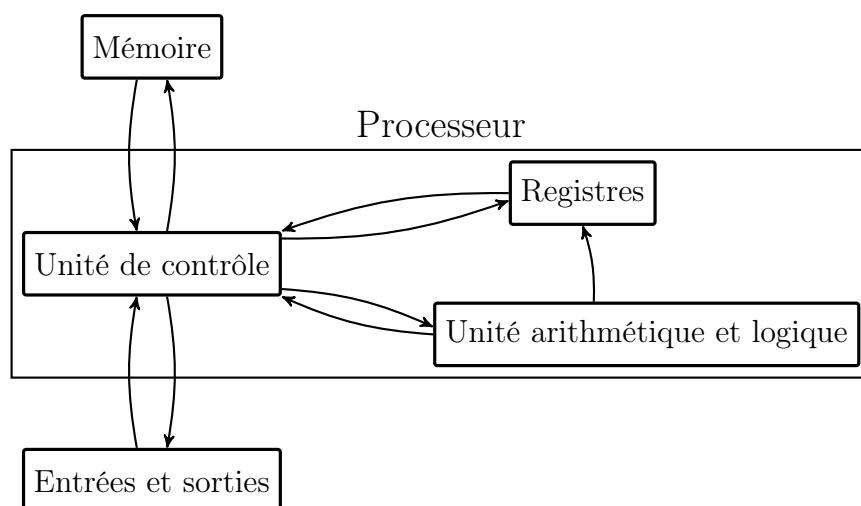 Mémoire
Processeur
Registres
Unité de contrôle
Unité arithmétique et logique
Entrées et sorties